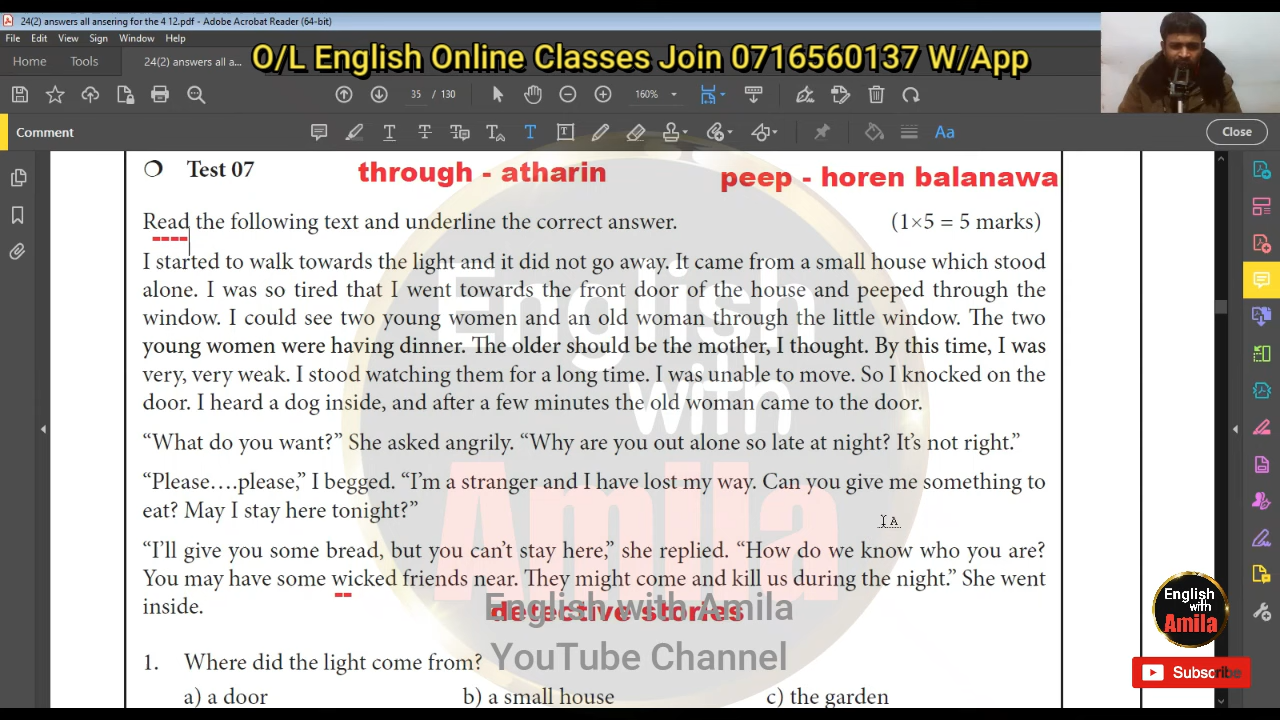 24(2) answers all ansering for the 4 12.pdf - Adobe Acrobat Reader (64-bit)
File Edit View Sign Window Help
O/L English Online Classes Join 0716560137 W/App
Home Tools 24(2) answers all a...
35 / 130 160%
Comment
Close
Test 07
through - atharin
peep - horen balanawa
Read the following text and underline the correct answer. (1×5 = 5 marks)
I started to walk towards the light and it did not go away. It came from a small house which stood
alone. I was so tired that I went towards the front door of the house and peeped through the
window. I could see two young women and an old woman through the little window. The two
young women were having dinner. The older should be the mother, I thought. By this time, I was
very, very weak. I stood watching them for a long time. I was unable to move. So I knocked on the
door. I heard a dog inside, and after a few minutes the old woman came to the door.
“What do you want?” She asked angrily. “Why are you out alone so late at night? It’s not right.”
“Please….please,” I begged. “I’m a stranger and I have lost my way. Can you give me something to
eat? May I stay here tonight?”
“I’ll give you some bread, but you can’t stay here,” she replied. “How do we know who you are?
You may have some wicked friends near. They might come and kill us during the night.” She went
inside.
detective stories
English with Amila
YouTube Channel
1. Where did the light come from?
a) a door b) a small house c) the garden
English
with
Amila
English
with
Amila
Subscribe